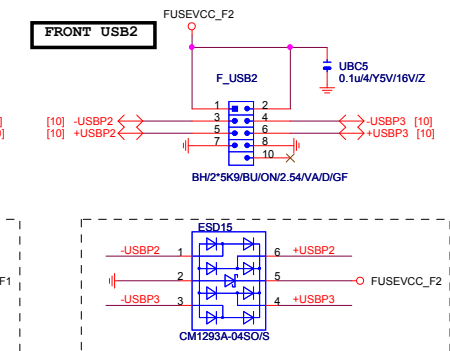 FUSEVCC_F2
FRONT USB2
UBC5
0.1u/4/Y5V/16V/Z
F_USB2
1 2
[10] -USBP2 3 4 -USBP3 [10]
[10] +USBP2 5 6 +USBP3 [10]
7 8
10
BH/2*5K9/BU/ON/2.54/VA/D/GF
ESD15
-USBP2 1 6 +USBP2
F1 2 5 FUSEVCC_F2
-USBP3 3 4 +USBP3
CM1293A-04SO/S